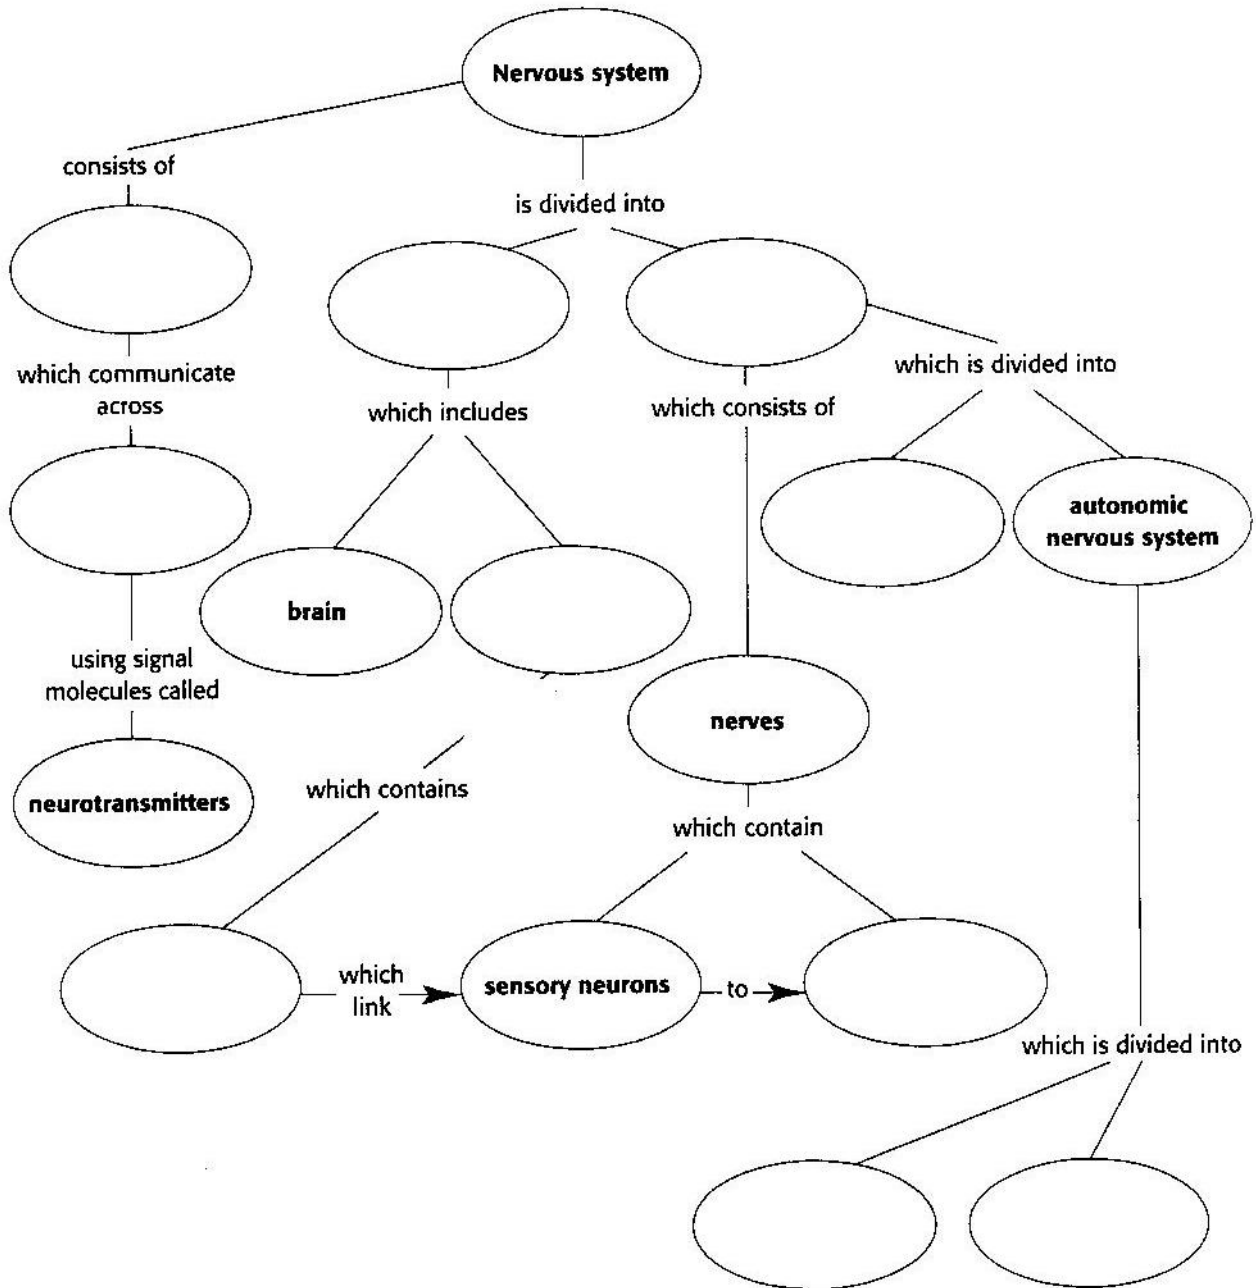 Nervous system
consists of
is divided into
which communicate
across
which includes
which consists of
which is divided into
autonomic
nervous system
brain
using signal
molecules called
nerves
neurotransmitters
which contains
which contain
which
link
sensory neurons
to
which is divided into